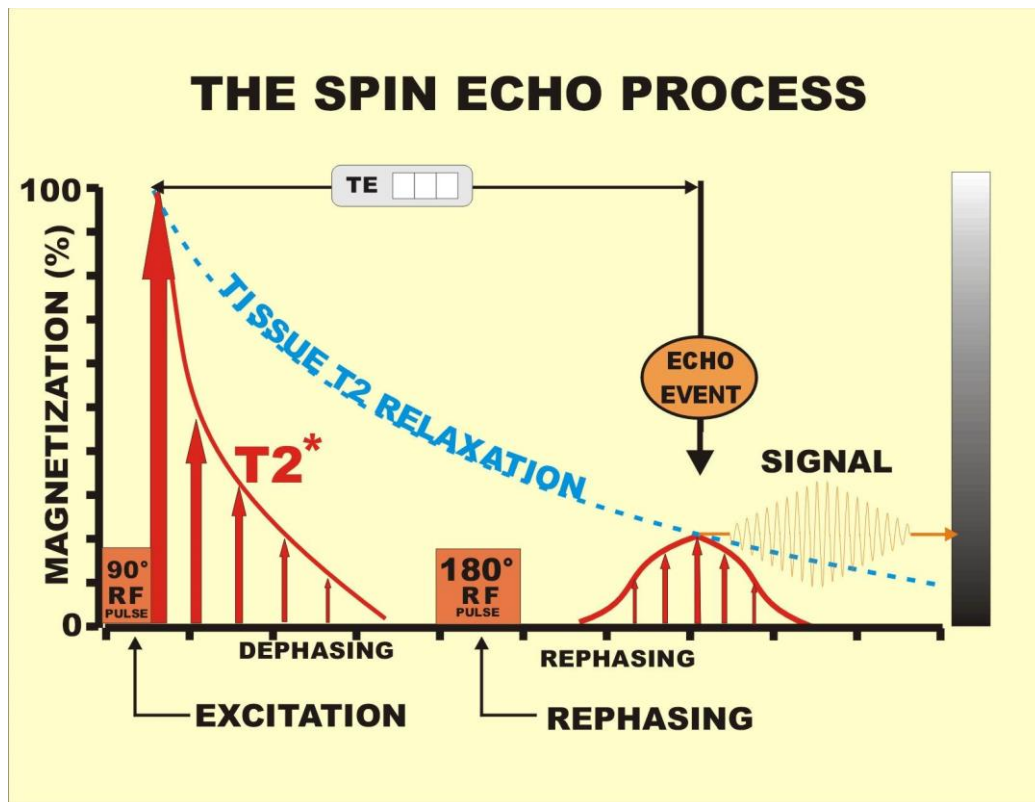 THE SPIN ECHO PROCESS
TE
100
MAGNETIZATION (%)
TISSUE T2 RELAXATION
ECHO
EVENT
T2*
SIGNAL
90°
RF
PULSE
180°
RF
PULSE
0
DEPHASING
REPHASING
EXCITATION
REPHASING